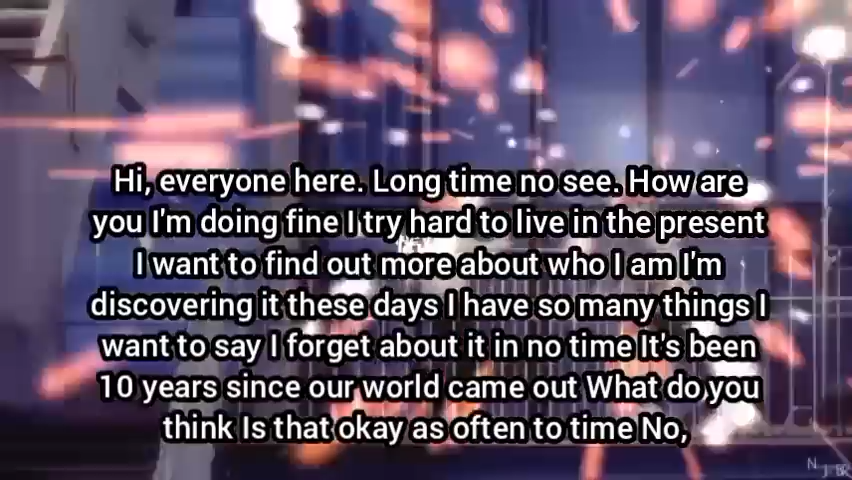 Hi, everyone here. Long time no see. How are
you I'm doing fine I try hard to live in the present
I want to find out more about who I am I'm
discovering it these days I have so many things I
want to say I forget about it in no time It's been
10 years since our world came out What do you
think Is that okay as often to time No,